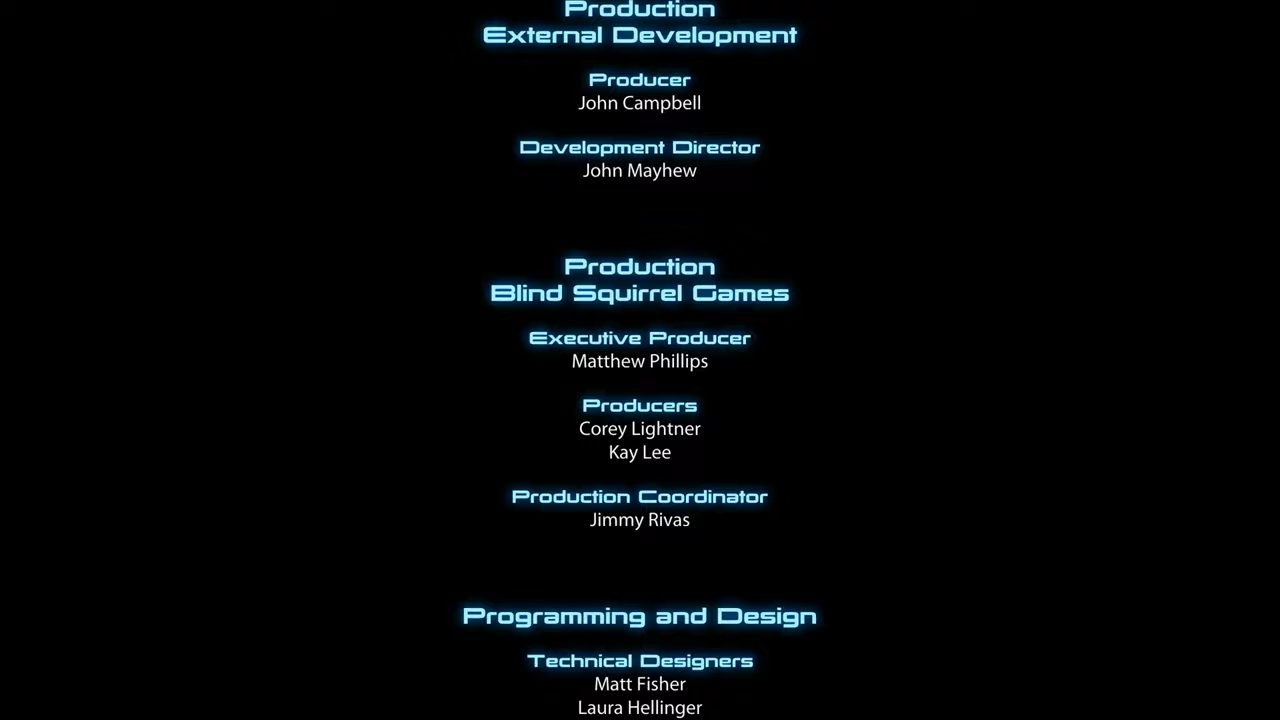 Production
External Development
Producer
John Campbell
Development Director
John Mayhew
Production
Blind Squirrel Games
Executive Producer
Matthew Phillips
Producers
Corey Lightner
Kay Lee
Production Coordinator
Jimmy Rivas
Programming and Design
Technical Designers
Matt Fisher
Laura Hellinger